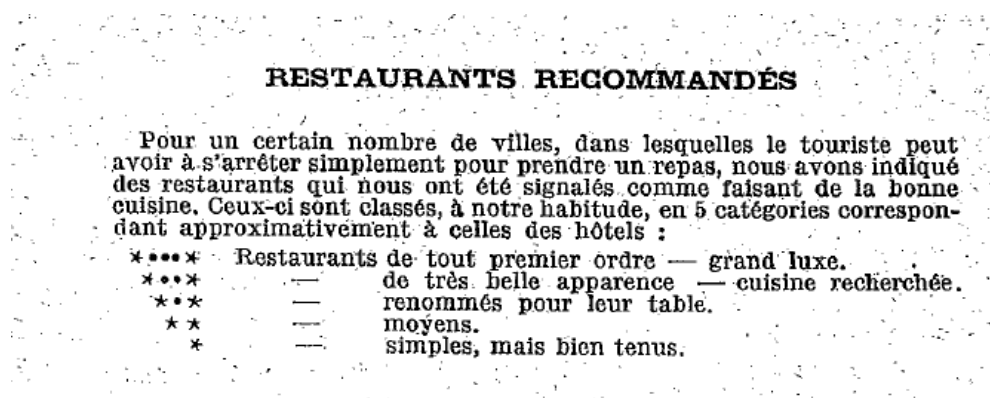 RESTAURANTS RECOMMANDÉS
Pour un certain nombre de villes, dans lesquelles le touriste peut
avoir à s'arrêter simplement pour prendre un repas, nous avons indiqué
des restaurants qui nous ont été signalés comme faisant de la bonne
cuisine. Ceux-ci sont classés, à notre habitude, en 5 catégories correspon-
dant approximativement à celles des hôtels :
*•••* Restaurants de tout premier ordre — grand luxe.
*••* — de très belle apparence — cuisine recherchée.
*•* — renommés pour leur table.
** — moyens.
* — simples, mais bien tenus.